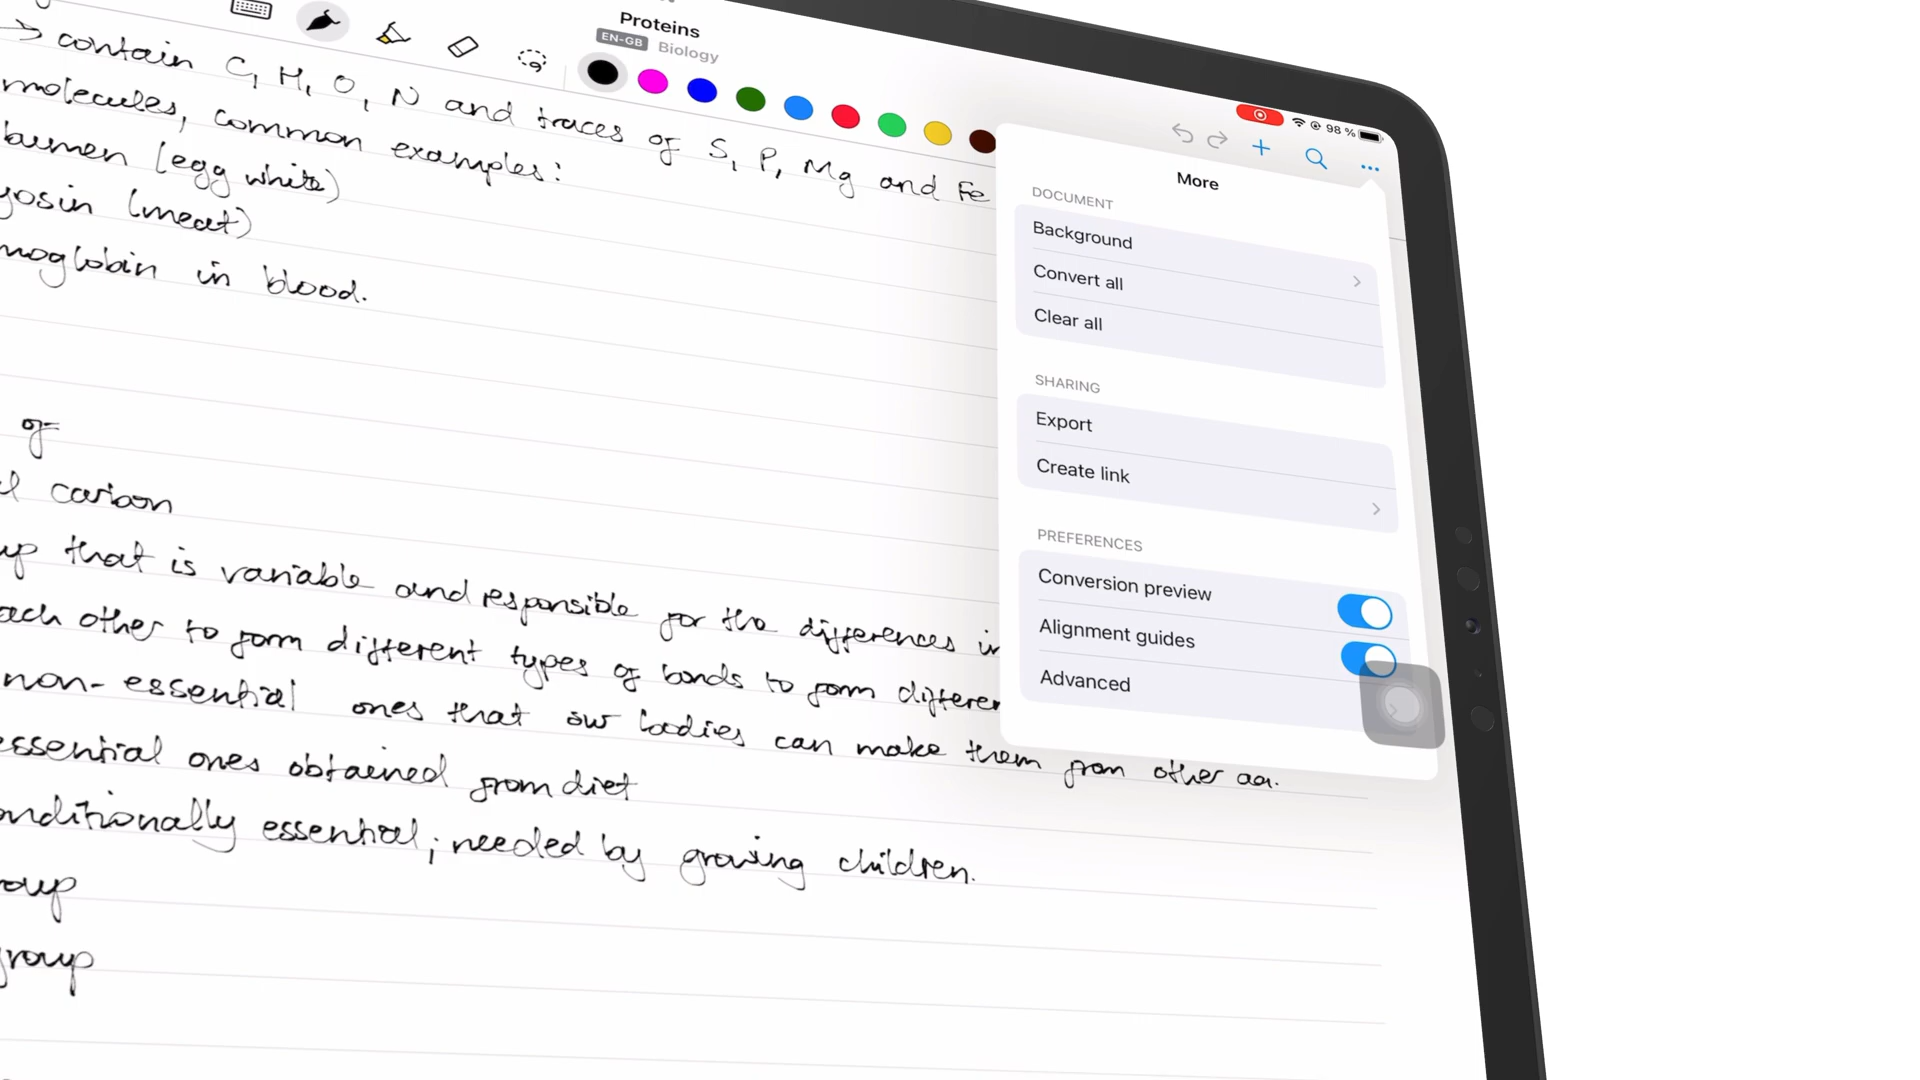 Proteins
EN-GB Biology
98 %
→ contain C, H, O, N and traces of S, P, Mg and Fe
molecules, common examples:
bumen (egg white)
yosin (meat)
moglobin in blood.
of
carbon
up that is variable and responsible for the differences in
each other to form different types of bonds to form differen
non-essential ones that our bodies can make them from other aa.
essential ones obtained from diet
onditionally essential; needed by growing children.
roup
group
More
DOCUMENT
Background
Convert all
Clear all
SHARING
Export
Create link
PREFERENCES
Conversion preview
Alignment guides
Advanced